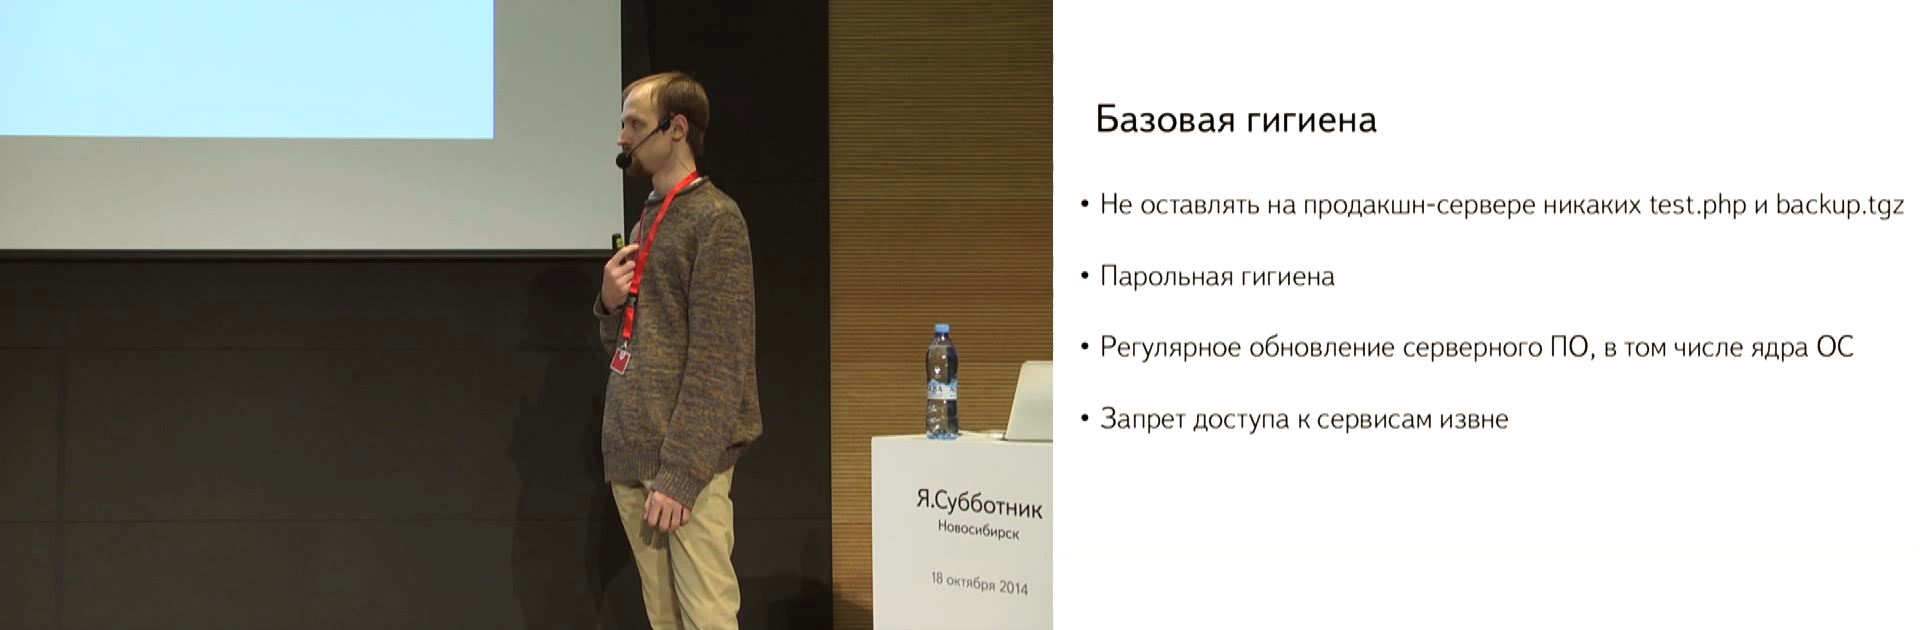 Я.Субботник
Новосибирск
18 октября 2014
Базовая гигиена
• Не оставлять на продакшн-сервере никаких test.php и backup.tgz
• Парольная гигиена
• Регулярное обновление серверного ПО, в том числе ядра ОС
• Запрет доступа к сервисам извне